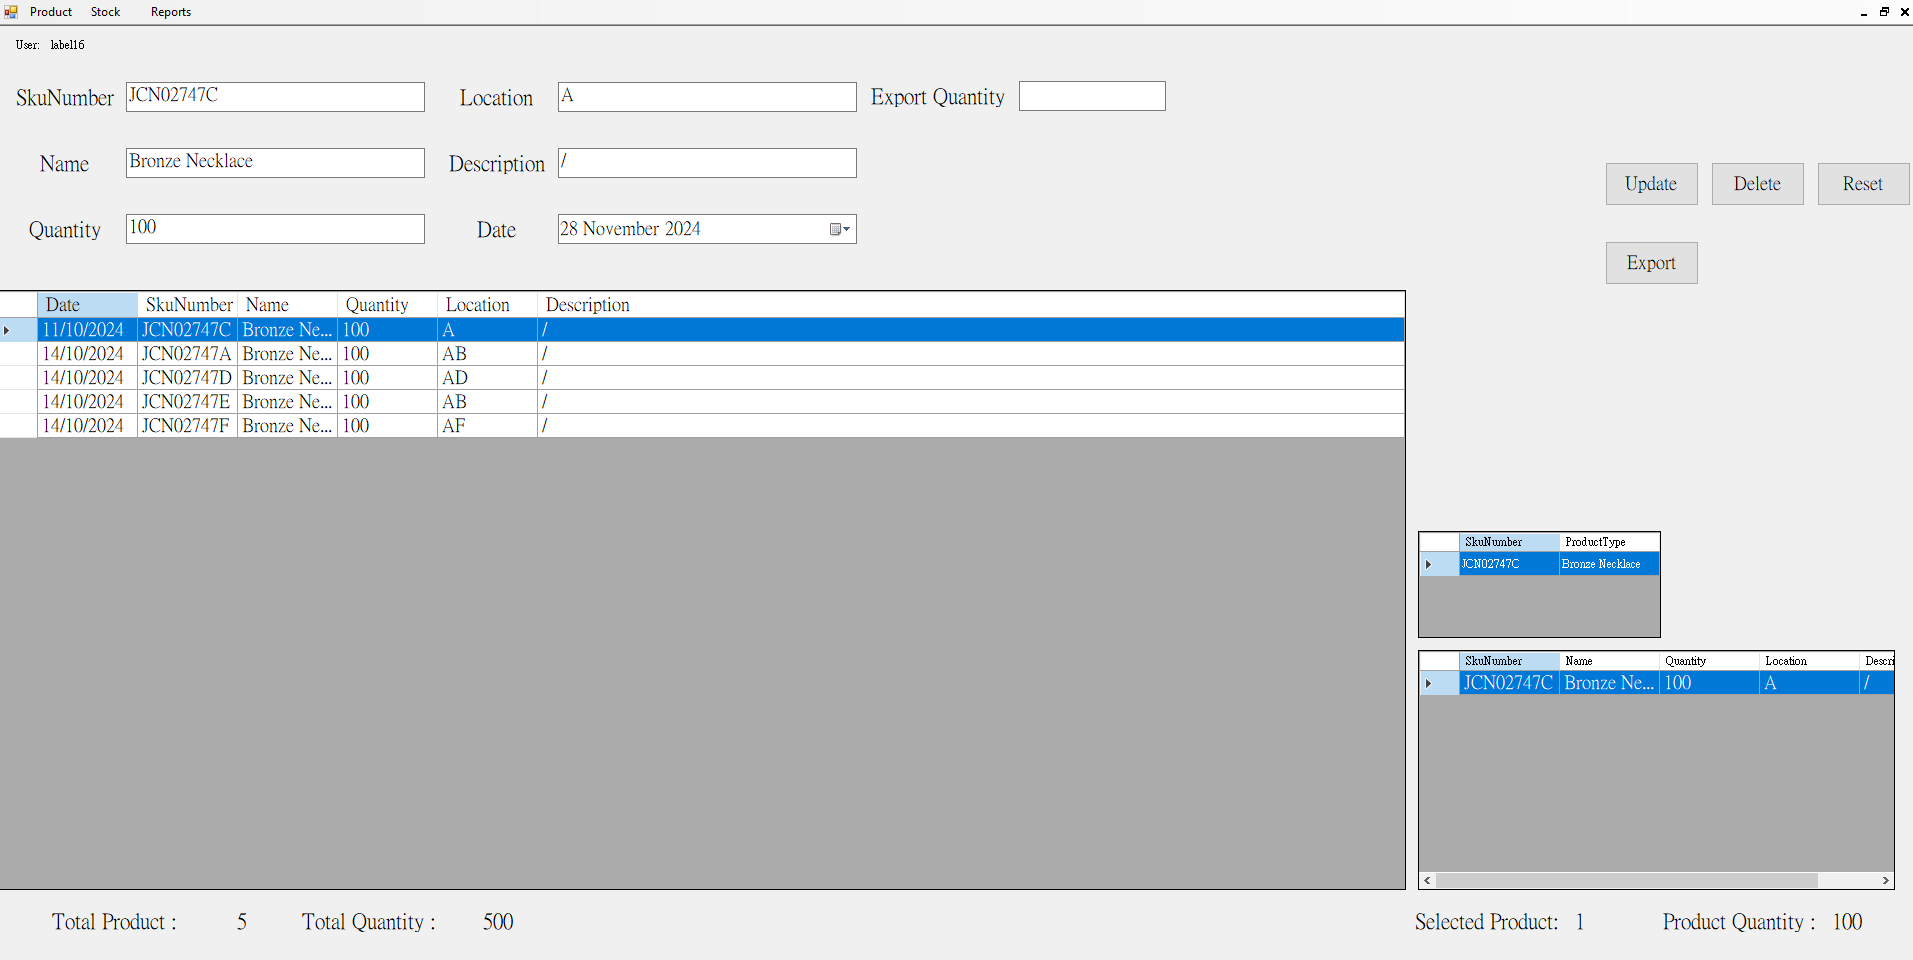 Product Stock Reports
User: label16
SkuNumber JCN02747C Location A Export Quantity
Name Bronze Necklace Description /
Update Delete Reset
Quantity 100 Date 28 November 2024
Export
Date SkuNumber Name Quantity Location Description
11/10/2024 JCN02747C Bronze Ne... 100 A /
14/10/2024 JCN02747A Bronze Ne... 100 AB /
14/10/2024 JCN02747D Bronze Ne... 100 AD /
14/10/2024 JCN02747E Bronze Ne... 100 AB /
14/10/2024 JCN02747F Bronze Ne... 100 AF /
SkuNumber ProductType
JCN02747C Bronze Necklace
SkuNumber Name Quantity Location Descri
JCN02747C Bronze Ne... 100 A /
Total Product : 5 Total Quantity : 500 Selected Product: 1 Product Quantity : 100